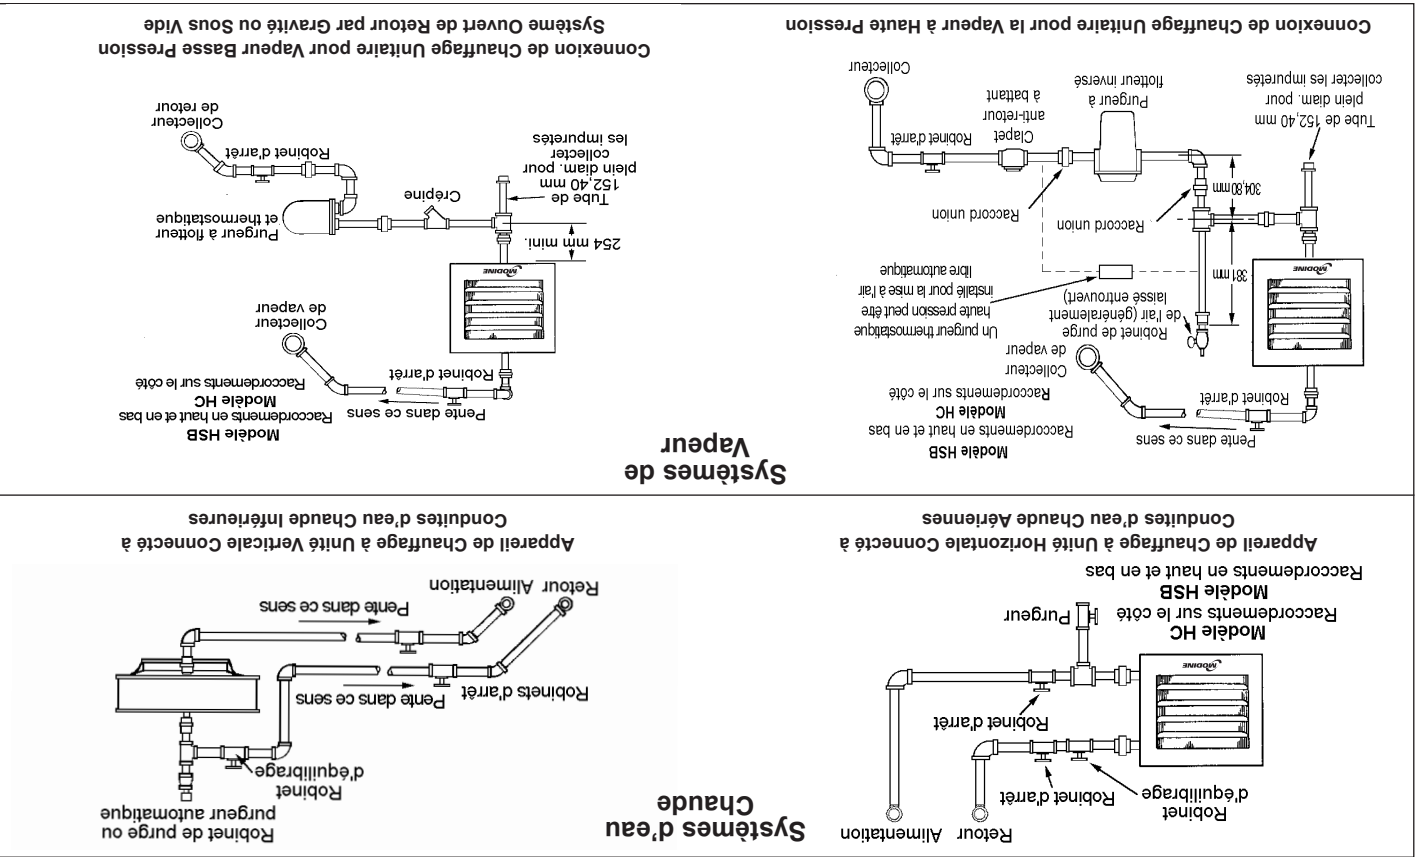 Systèmes d'eau
Chaude
Retour
Alimentation
Robinet
d'équilibrage
Robinet d'arrêt
Robinet d'arrêt
MODINE
Modèle HC
Raccordements sur le côté
Modèle HSB
Raccordements en haut et en bas
Purgeur
Appareil de Chauffage à Unité Horizontale Connecté à
Conduites d'eau Chaude Aériennes
Robinet de purge ou
purgeur automatique
Robinet
d'équilibrage
Robinets d'arrêt
Pente dans ce sens
Pente dans ce sens
Retour
Alimentation
Appareil de Chauffage à Unité Verticale Connecté à
Conduites d'eau Chaude Inférieures
Systèmes de
Vapeur
Pente dans ce sens
Robinet d'arrêt
Modèle HSB
Raccordements en haut et en bas
Modèle HC
Raccordements sur le côté
Collecteur
de vapeur
Robinet de purge
de l'air (généralement
laissé entrouvert)
Un purgeur thermostatique
haute pression peut être
installé pour la mise à l'air
libre automatique
MODINE
381 mm
304,80 mm
Raccord union
Raccord union
Tube de 152,40 mm
plein diam. pour
collecter les impuretés
Purgeur à
flotteur inversé
Clapet
anti-retour
à battant
Robinet d'arrêt
Collecteur
Connexion de Chauffage Unitaire pour la Vapeur à Haute Pression
Modèle HSB
Raccordements en haut et en bas
Modèle HC
Raccordements sur le côté
Pente dans ce sens
Robinet d'arrêt
Collecteur
de vapeur
MODINE
254 mm mini.
Tube de
152,40 mm
plein diam. pour
collecter
les impuretés
Crépine
Purgeur à flotteur
et thermostatique
Robinet d'arrêt
Collecteur
de retour
Connexion de Chauffage Unitaire pour Vapeur Basse Pression
Système Ouvert de Retour par Gravité ou Sous Vide